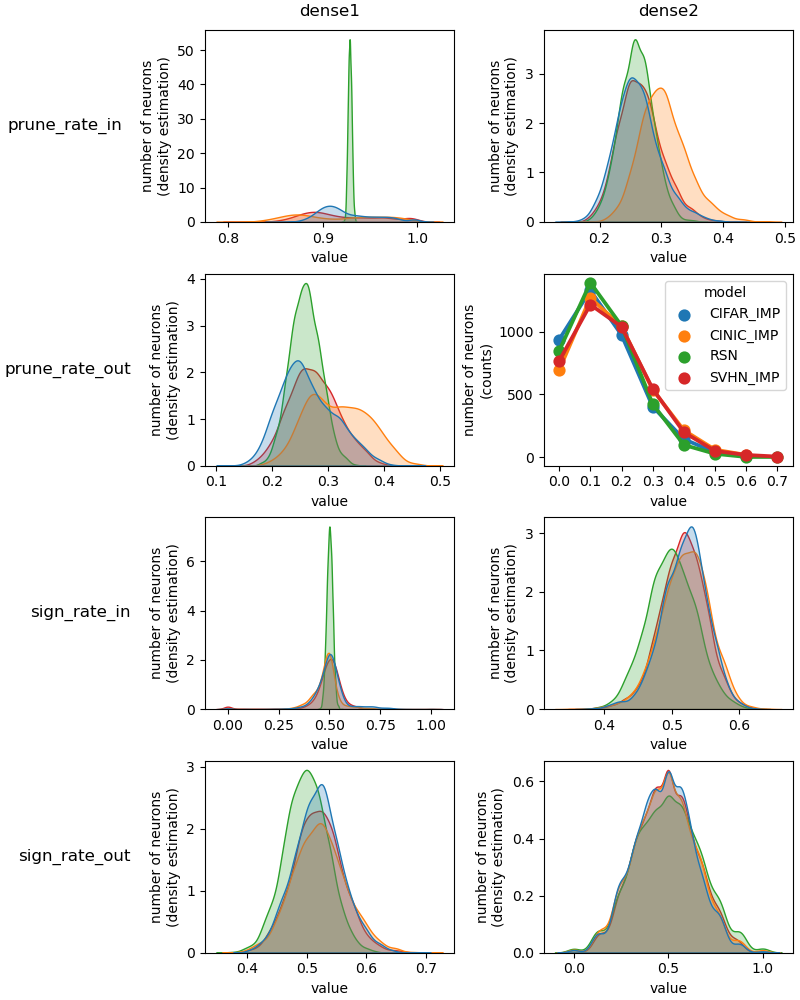 dense1
dense2
prune_rate_in
number of neurons
(density estimation)
50
40
30
20
10
0
0.8
0.9
1.0
value
number of neurons
(density estimation)
3
2
1
0
0.2
0.3
0.4
0.5
value
prune_rate_out
number of neurons
(density estimation)
4
3
2
1
0
0.1
0.2
0.3
0.4
0.5
value
number of neurons
(counts)
1000
500
0
model
CIFAR_IMP
CINIC_IMP
RSN
SVHN_IMP
0.0
0.1
0.2
0.3
0.4
0.5
0.6
0.7
value
sign_rate_in
number of neurons
(density estimation)
6
4
2
0
0.00
0.25
0.50
0.75
1.00
value
number of neurons
(density estimation)
3
2
1
0
0.4
0.5
0.6
value
sign_rate_out
number of neurons
(density estimation)
3
2
1
0
0.4
0.5
0.6
0.7
value
number of neurons
(density estimation)
0.6
0.4
0.2
0.0
0.0
0.5
1.0
value